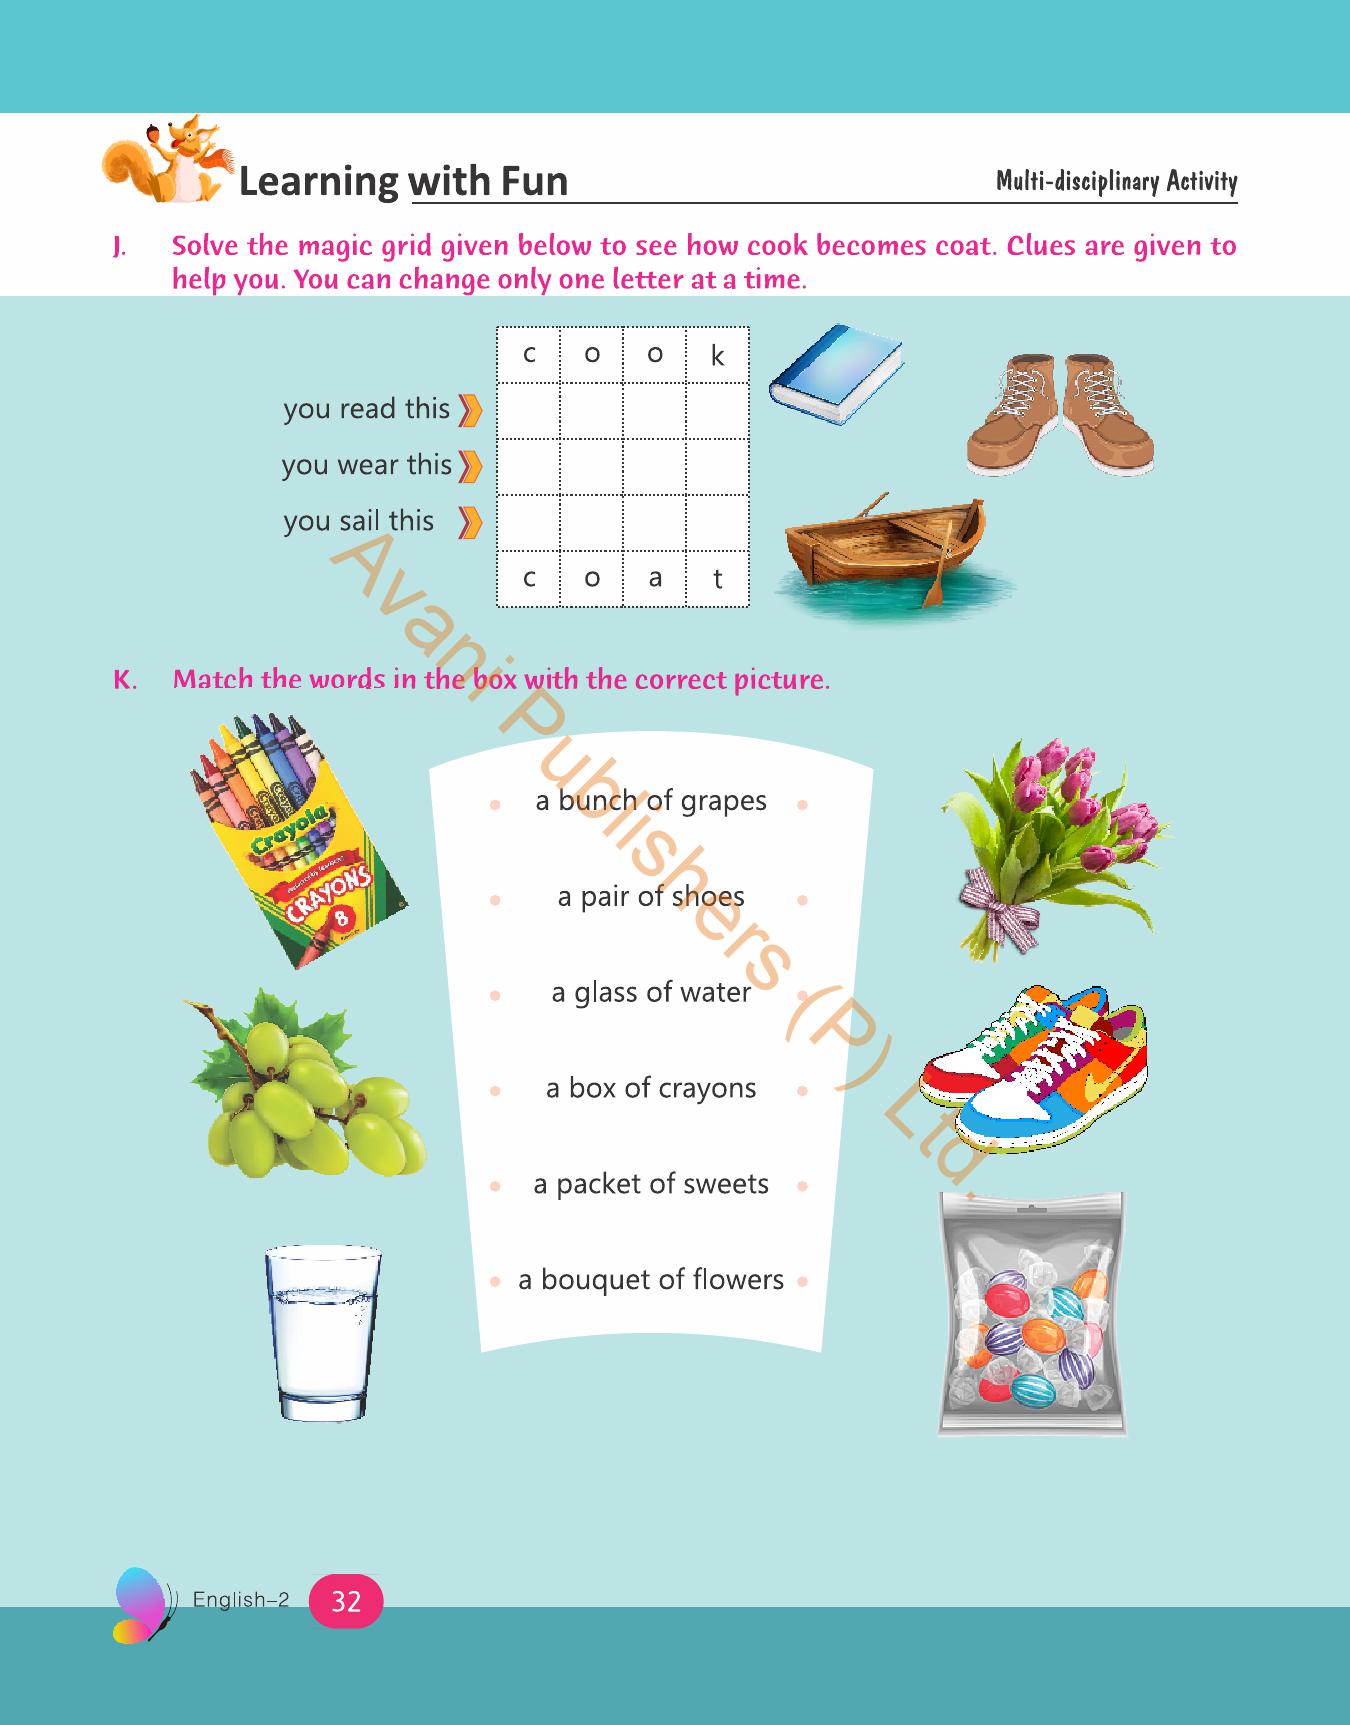 Learning with Fun
Multi-disciplinary Activity
J. Solve the magic grid given below to see how cook becomes coat. Clues are given to
help you. You can change only one letter at a time.
c o o k
you read this
you wear this
you sail this
c o a t
K. Match the words in the box with the correct picture.
Crayola
CRAYONS
8
a bunch of grapes
a pair of shoes
a glass of water
a box of crayons
a packet of sweets
a bouquet of flowers
Avani Publishers (P) Ltd.
English–2
32